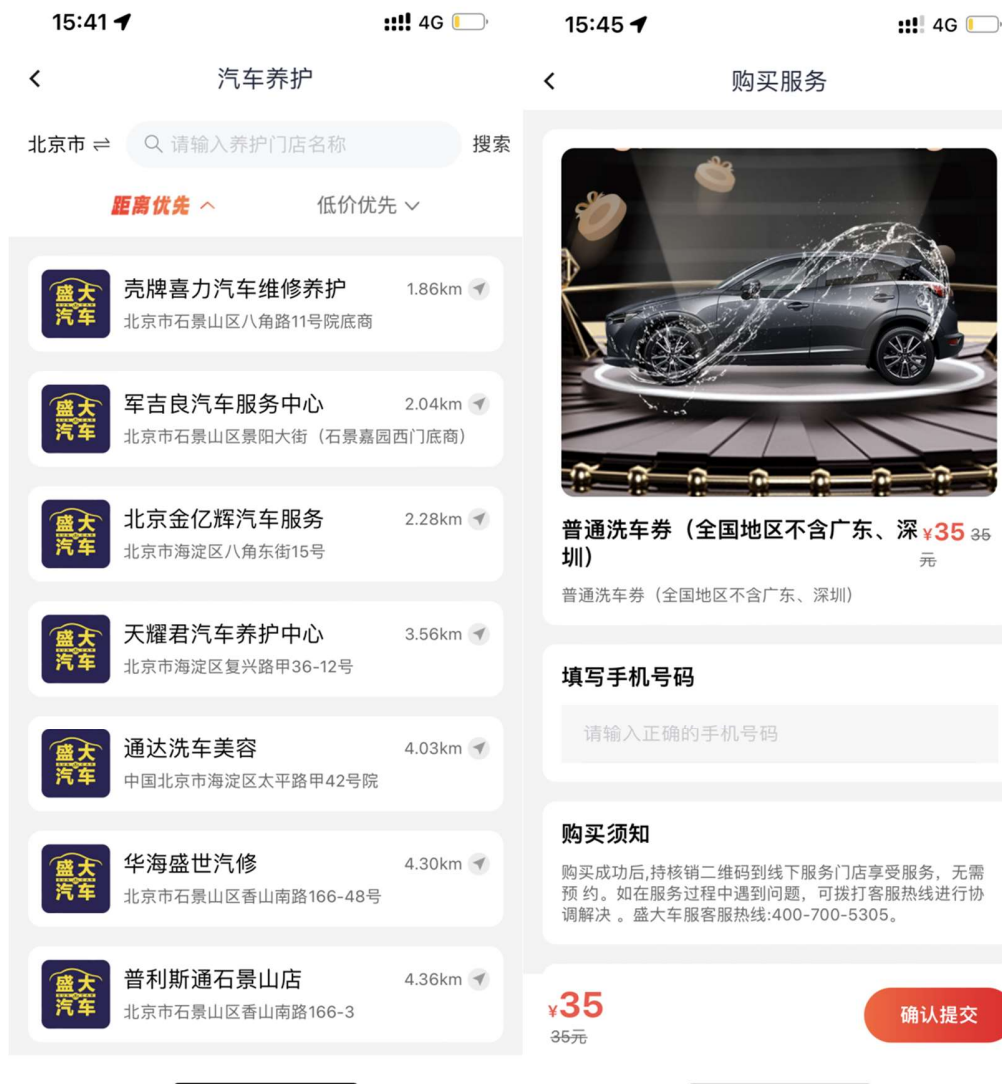 15:41
4G
汽车养护
北京市
请输入养护门店名称
搜索
距离优先
低价优先
盛大
汽车
壳牌喜力汽车维修养护
1.86km
北京市石景山区八角路11号院底商
盛大
汽车
军吉良汽车服务中心
2.04km
北京市石景山区景阳大街（石景嘉园西门底商）
盛大
汽车
北京金亿辉汽车服务
2.28km
北京市海淀区八角东街15号
盛大
汽车
天耀君汽车养护中心
3.56km
北京市海淀区复兴路甲36-12号
盛大
汽车
通达洗车美容
4.03km
中国北京市海淀区太平路甲42号院
盛大
汽车
华海盛世汽修
4.30km
北京市石景山区香山南路166-48号
盛大
汽车
普利斯通石景山店
4.36km
北京市石景山区香山南路166-3
15:45
4G
购买服务
普通洗车券（全国地区不含广东、深
圳）
¥35 35
元
普通洗车券（全国地区不含广东、深圳）
填写手机号码
请输入正确的手机号码
购买须知
购买成功后,持核销二维码到线下服务门店享受服务，无需
预 约。如在服务过程中遇到问题，可拨打客服热线进行协
调解决 。盛大车服客服热线:400-700-5305。
¥35
35元
确认提交